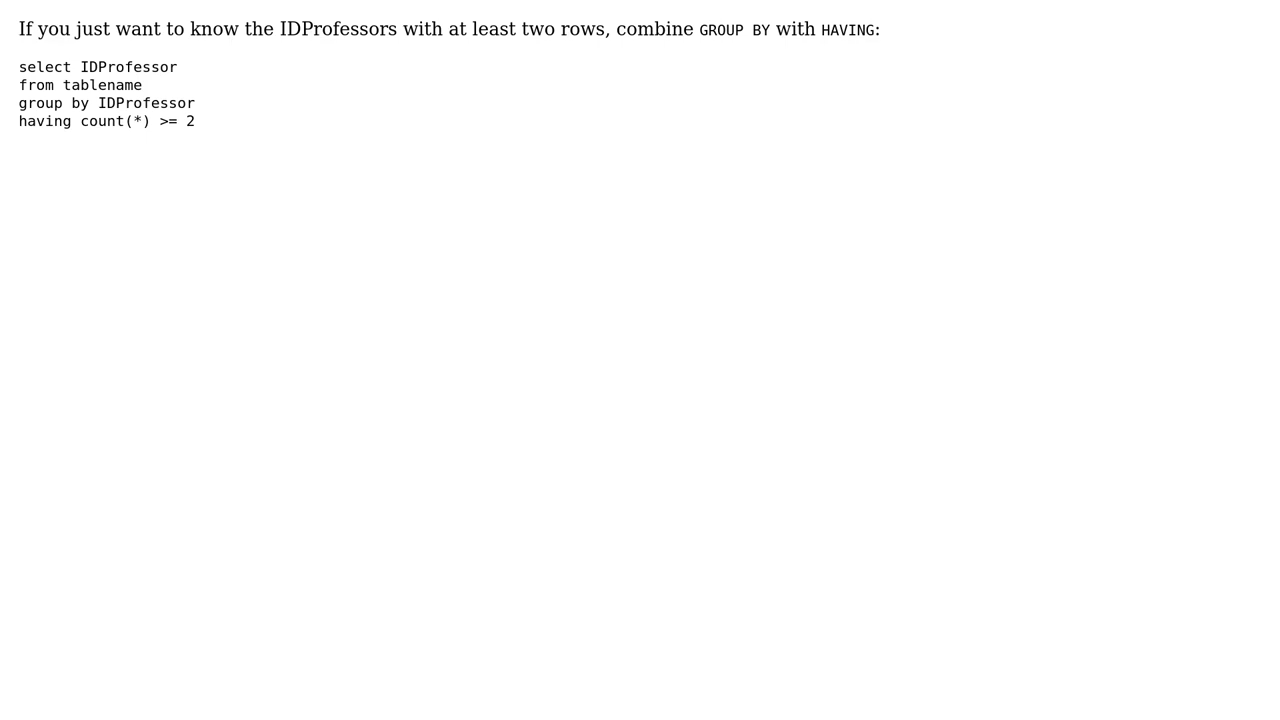 If you just want to know the IDProfessors with at least two rows, combine GROUP BY with HAVING:
select IDProfessor
from tablename
group by IDProfessor
having count(*) >= 2